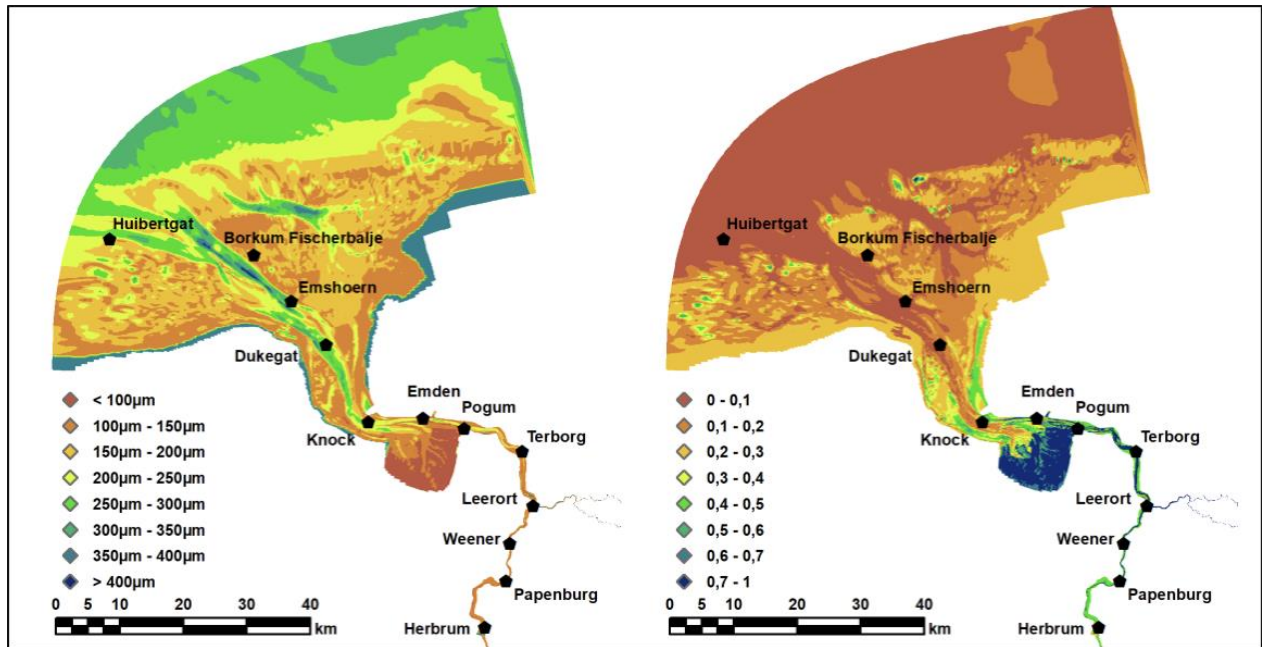 Huibertgat
Borkum Fischerbalje
Emshoern
Dukegat
Emden
Pogum
Knock
Terborg
Leerort
Weener
Papenburg
Herbrum
< 100µm
100µm - 150µm
150µm - 200µm
200µm - 250µm
250µm - 300µm
300µm - 350µm
350µm - 400µm
> 400µm
0 5 10 20 30 40
km
Huibertgat
Borkum Fischerbalje
Emshoern
Dukegat
Emden
Pogum
Knock
Terborg
Leerort
Weener
Papenburg
Herbrum
0 - 0,1
0,1 - 0,2
0,2 - 0,3
0,3 - 0,4
0,4 - 0,5
0,5 - 0,6
0,6 - 0,7
0,7 - 1
0 5 10 20 30 40
km